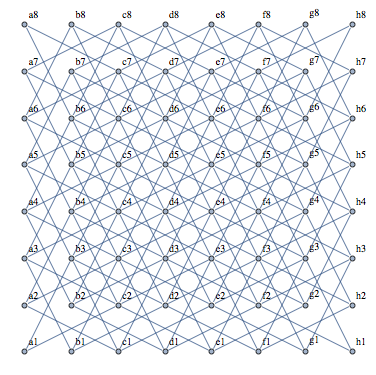 a8 b8 c8 d8 e8 f8 g8 h8
a7 b7 c7 d7 e7 f7 g7 h7
a6 b6 c6 d6 e6 f6 g6 h6
a5 b5 c5 d5 e5 f5 g5 h5
a4 b4 c4 d4 e4 f4 g4 h4
a3 b3 c3 d3 e3 f3 g3 h3
a2 b2 c2 d2 e2 f2 g2 h2
a1 b1 c1 d1 e1 f1 g1 h1